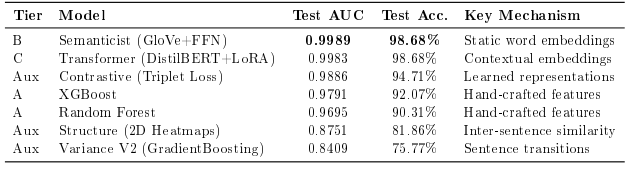 Tier Model Test AUC Test Acc. Key Mechanism
B Semanticist (GloVe+FFN) 0.9989 98.68% Static word embeddings
C Transformer (DistilBERT+LoRA) 0.9983 98.68% Contextual embeddings
Aux Contrastive (Triplet Loss) 0.9886 94.71% Learned representations
A XGBoost 0.9791 92.07% Hand-crafted features
A Random Forest 0.9695 90.31% Hand-crafted features
Aux Structure (2D Heatmaps) 0.8751 81.86% Inter-sentence similarity
Aux Variance V2 (GradientBoosting) 0.8409 75.77% Sentence transitions